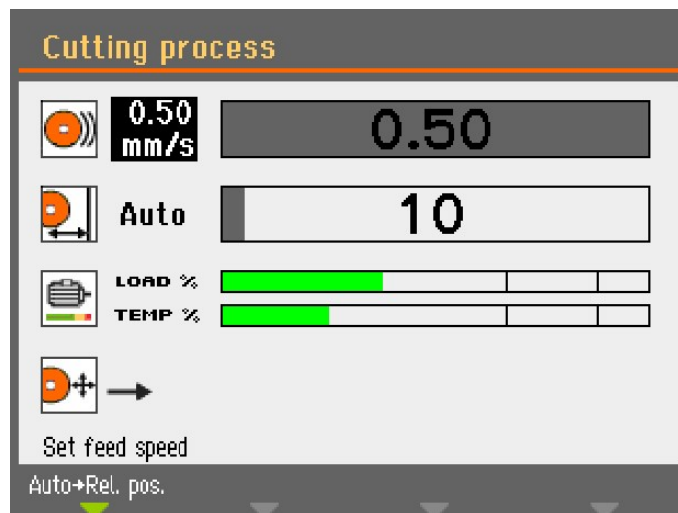 Cutting process
0.50
mm/s
0.50
Auto
10
LOAD %
TEMP %
Set feed speed
Auto→Rel. pos.